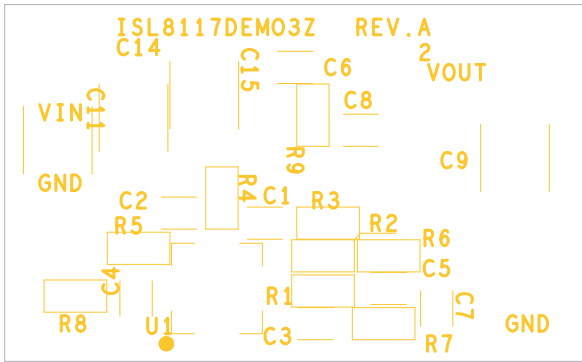 ISL8117DEMO3Z REV.A
C14
2
C15
C6
VOUT
C11
VIN
C8
R9
C9
GND
R4
C2
C1
R3
R5
R2
R6
C4
C5
R1
C7
R8
U1
C3
GND
R7